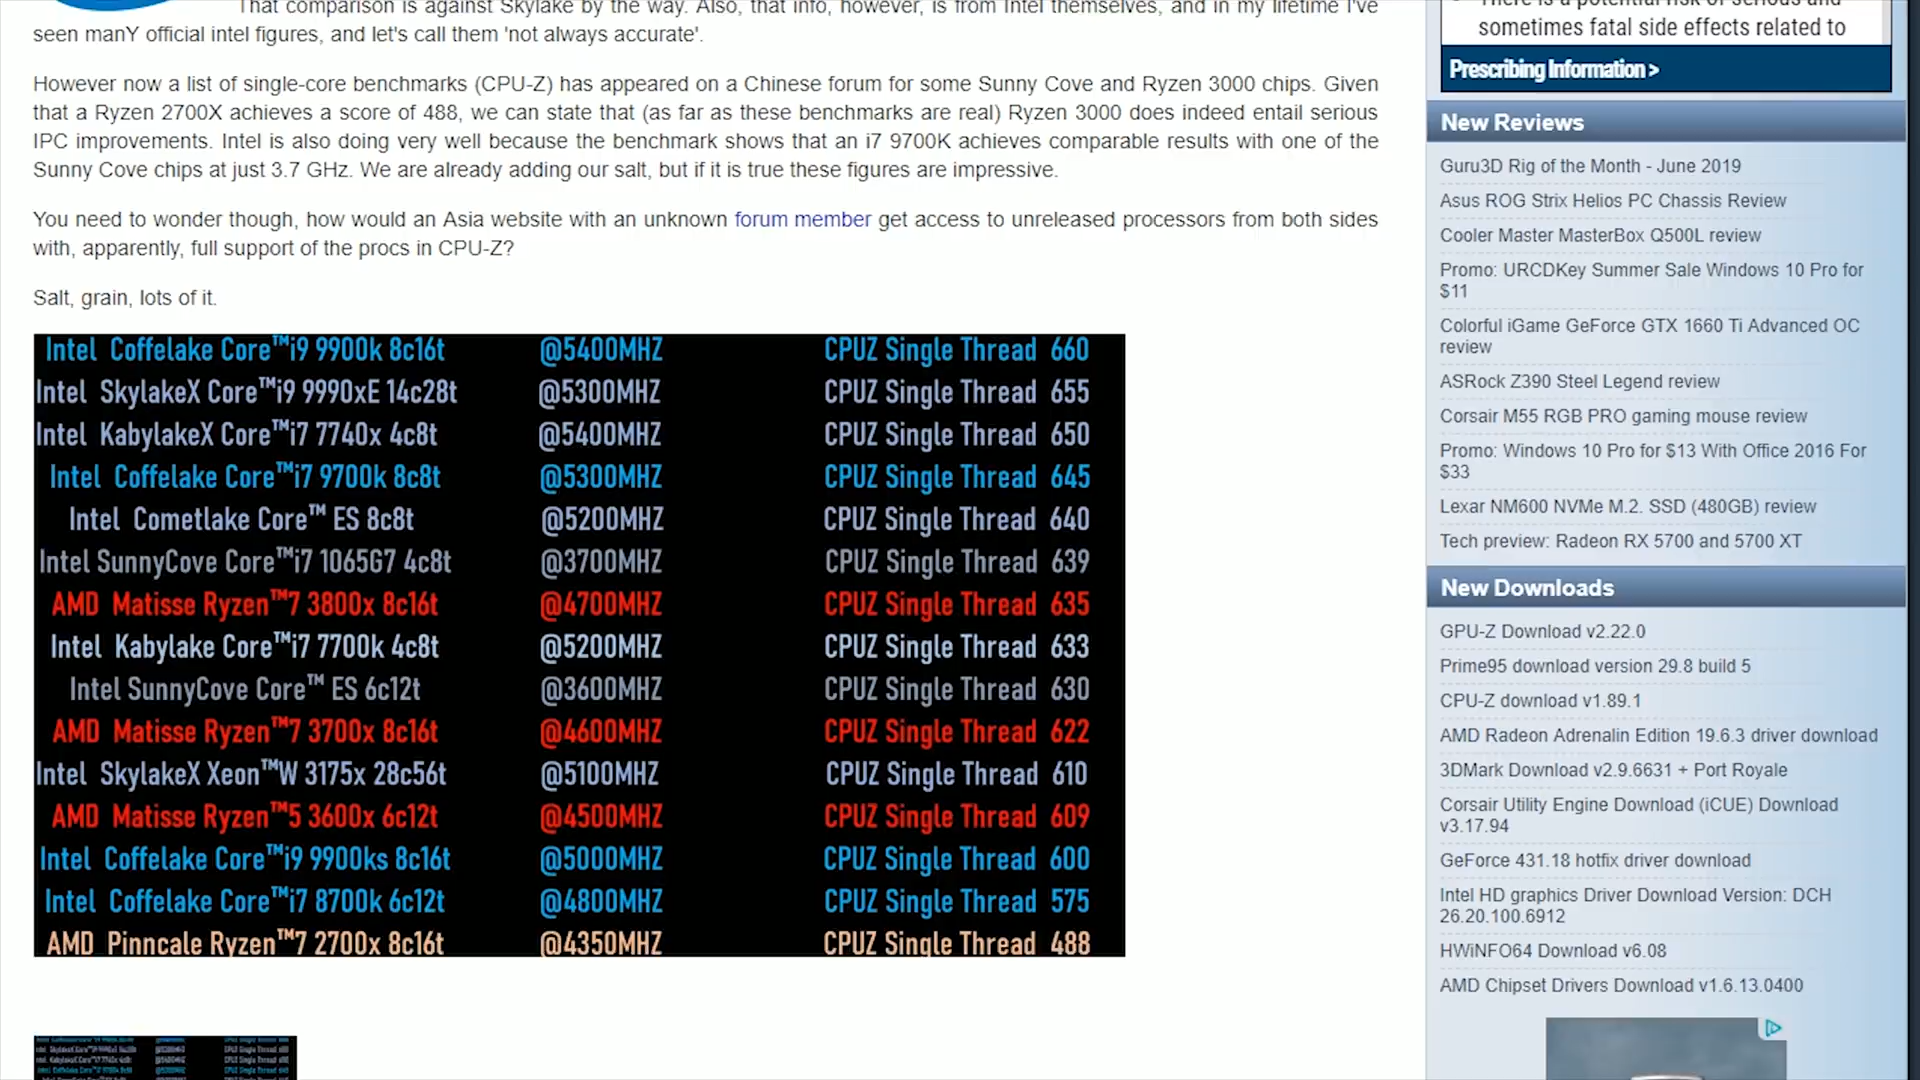 That comparison is against Skylake by the way. Also, that info, however, is from Intel themselves, and in my lifetime I've
seen manY official intel figures, and let's call them 'not always accurate'.
However now a list of single-core benchmarks (CPU-Z) has appeared on a Chinese forum for some Sunny Cove and Ryzen 3000 chips. Given
that a Ryzen 2700X achieves a score of 488, we can state that (as far as these benchmarks are real) Ryzen 3000 does indeed entail serious
IPC improvements. Intel is also doing very well because the benchmark shows that an i7 9700K achieves comparable results with one of the
Sunny Cove chips at just 3.7 GHz. We are already adding our salt, but if it is true these figures are impressive.
You need to wonder though, how would an Asia website with an unknown forum member get access to unreleased processors from both sides
with, apparently, full support of the procs in CPU-Z?
Salt, grain, lots of it.
Intel Coffelake Core™i9 9900k 8c16t @5400MHZ CPUZ Single Thread 660
Intel SkylakeX Core™i9 9990xE 14c28t @5300MHZ CPUZ Single Thread 655
Intel KabylakeX Core™i7 7740x 4c8t @5400MHZ CPUZ Single Thread 650
Intel Coffelake Core™i7 9700k 8c8t @5300MHZ CPUZ Single Thread 645
Intel Cometlake Core™ ES 8c8t @5200MHZ CPUZ Single Thread 640
Intel SunnyCove Core™i7 1065G7 4c8t @3700MHZ CPUZ Single Thread 639
AMD Matisse Ryzen™7 3800x 8c16t @4700MHZ CPUZ Single Thread 635
Intel Kabylake Core™i7 7700k 4c8t @5200MHZ CPUZ Single Thread 633
Intel SunnyCove Core™ ES 6c12t @3600MHZ CPUZ Single Thread 630
AMD Matisse Ryzen™7 3700x 8c16t @4600MHZ CPUZ Single Thread 622
Intel SkylakeX Xeon™W 3175x 28c56t @5100MHZ CPUZ Single Thread 610
AMD Matisse Ryzen™5 3600x 6c12t @4500MHZ CPUZ Single Thread 609
Intel Coffelake Core™i9 9900ks 8c16t @5000MHZ CPUZ Single Thread 600
Intel Coffelake Core™i7 8700k 6c12t @4800MHZ CPUZ Single Thread 575
AMD Pinncale Ryzen™7 2700x 8c16t @4350MHZ CPUZ Single Thread 488
There is a potential risk of serious and
sometimes fatal side effects related to
Prescribing Information >
New Reviews
Guru3D Rig of the Month - June 2019
Asus ROG Strix Helios PC Chassis Review
Cooler Master MasterBox Q500L review
Promo: URCDKey Summer Sale Windows 10 Pro for
$11
Colorful iGame GeForce GTX 1660 Ti Advanced OC
review
ASRock Z390 Steel Legend review
Corsair M55 RGB PRO gaming mouse review
Promo: Windows 10 Pro for $13 With Office 2016 For
$33
Lexar NM600 NVMe M.2. SSD (480GB) review
Tech preview: Radeon RX 5700 and 5700 XT
New Downloads
GPU-Z Download v2.22.0
Prime95 download version 29.8 build 5
CPU-Z download v1.89.1
AMD Radeon Adrenalin Edition 19.6.3 driver download
3DMark Download v2.9.6631 + Port Royale
Corsair Utility Engine Download (iCUE) Download
v3.17.94
GeForce 431.18 hotfix driver download
Intel HD graphics Driver Download Version: DCH
26.20.100.6912
HWiNFO64 Download v6.08
AMD Chipset Drivers Download v1.6.13.0400